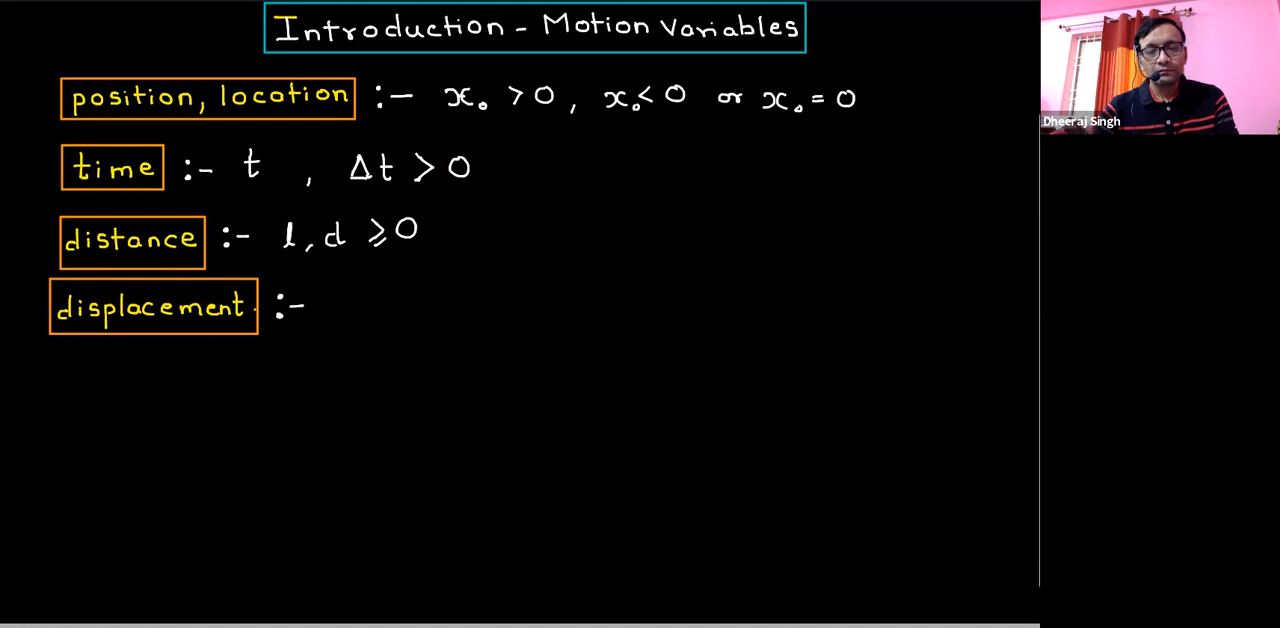 Introduction - Motion Variables
position, location :- x₀ > 0, x₀ < 0 or x₀ = 0
time :- t , Δt > 0
distance :- l, d ⩾ 0
displacement :-
Dheeraj Singh